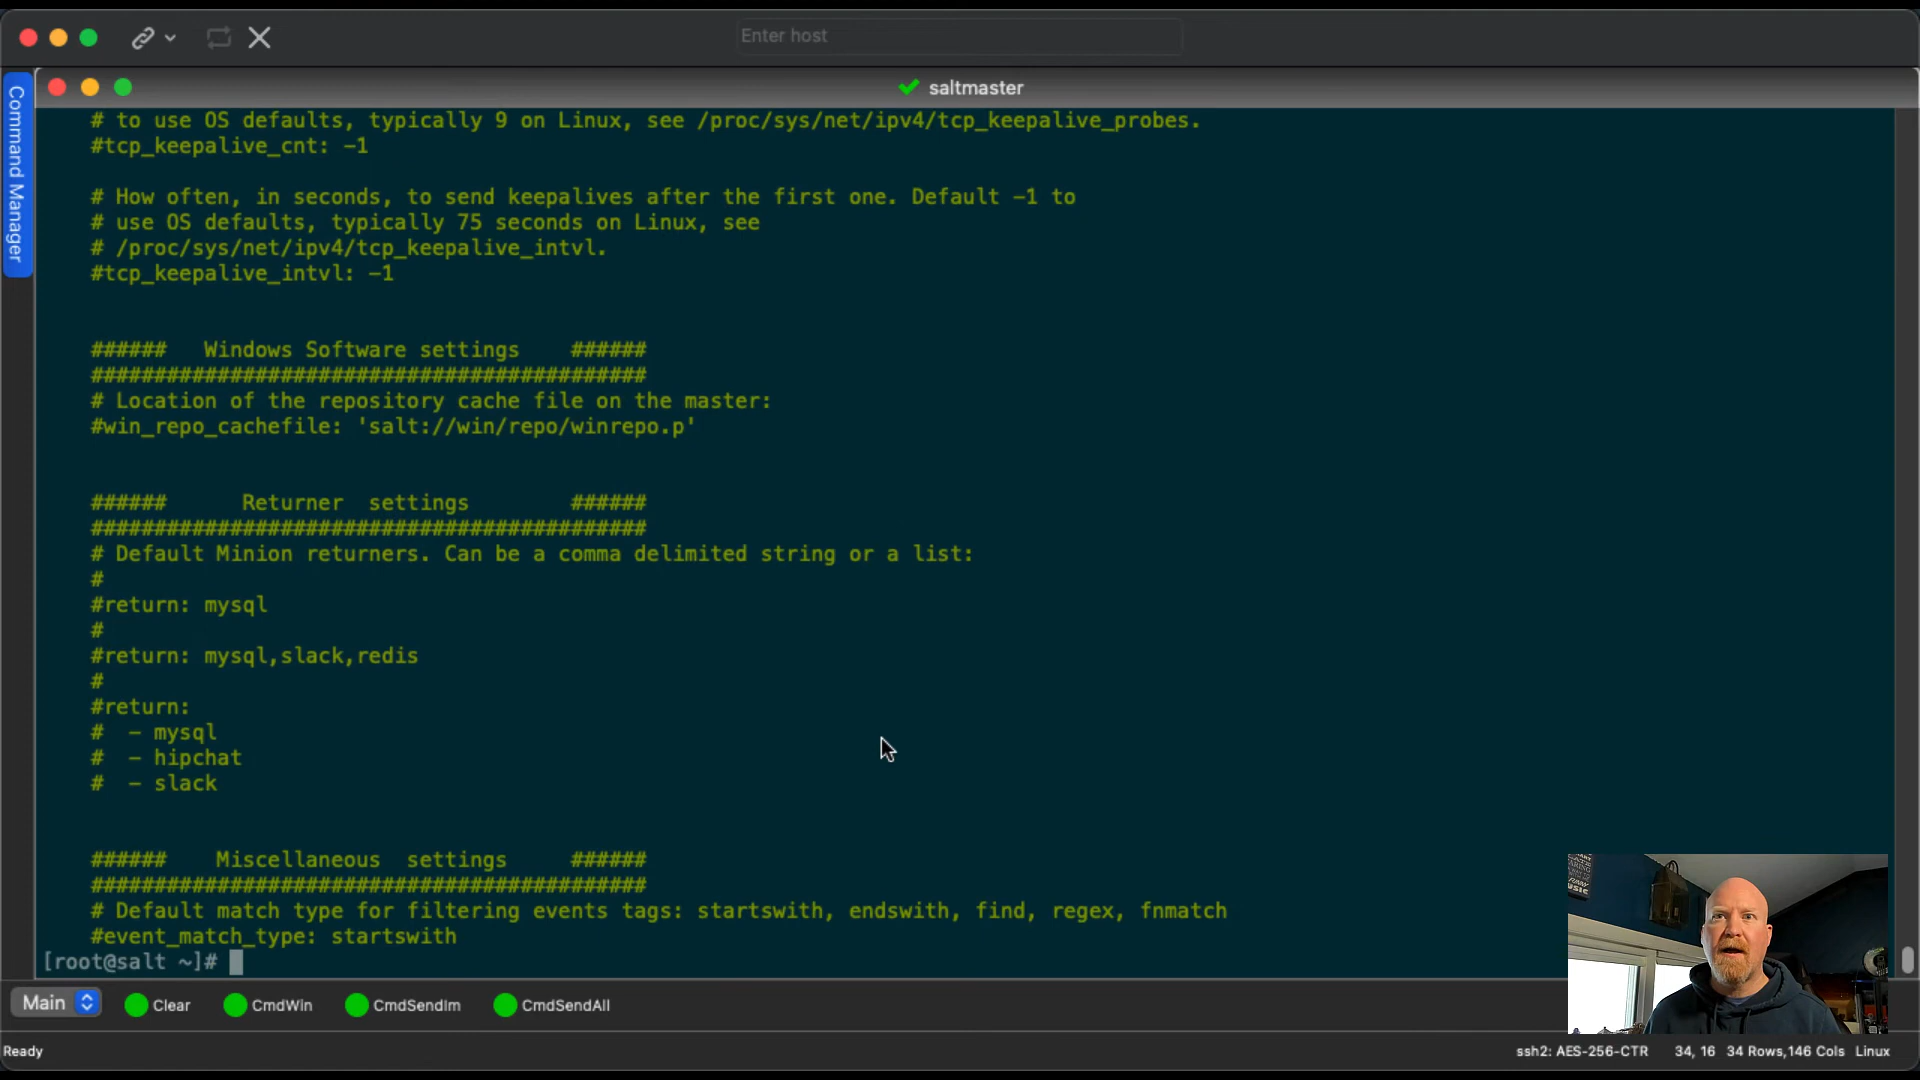 Enter host
saltmaster
Command Manager
# to use OS defaults, typically 9 on Linux, see /proc/sys/net/ipv4/tcp_keepalive_probes.
#tcp_keepalive_cnt: -1
# How often, in seconds, to send keepalives after the first one. Default -1 to
# use OS defaults, typically 75 seconds on Linux, see
# /proc/sys/net/ipv4/tcp_keepalive_intvl.
#tcp_keepalive_intvl: -1
###### Windows Software settings ######
############################################
# Location of the repository cache file on the master:
#win_repo_cachefile: 'salt://win/repo/winrepo.p'
###### Returner settings ######
############################################
# Default Minion returners. Can be a comma delimited string or a list:
#
#return: mysql
#
#return: mysql,slack,redis
#
#return:
# - mysql
# - hipchat
# - slack
###### Miscellaneous settings ######
############################################
# Default match type for filtering events tags: startswith, endswith, find, regex, fnmatch
#event_match_type: startswith
[root@salt ~]#
Main Clear CmdWin CmdSendIm CmdSendAll
Ready ssh2: AES-256-CTR 34, 16 34 Rows,146 Cols Linux